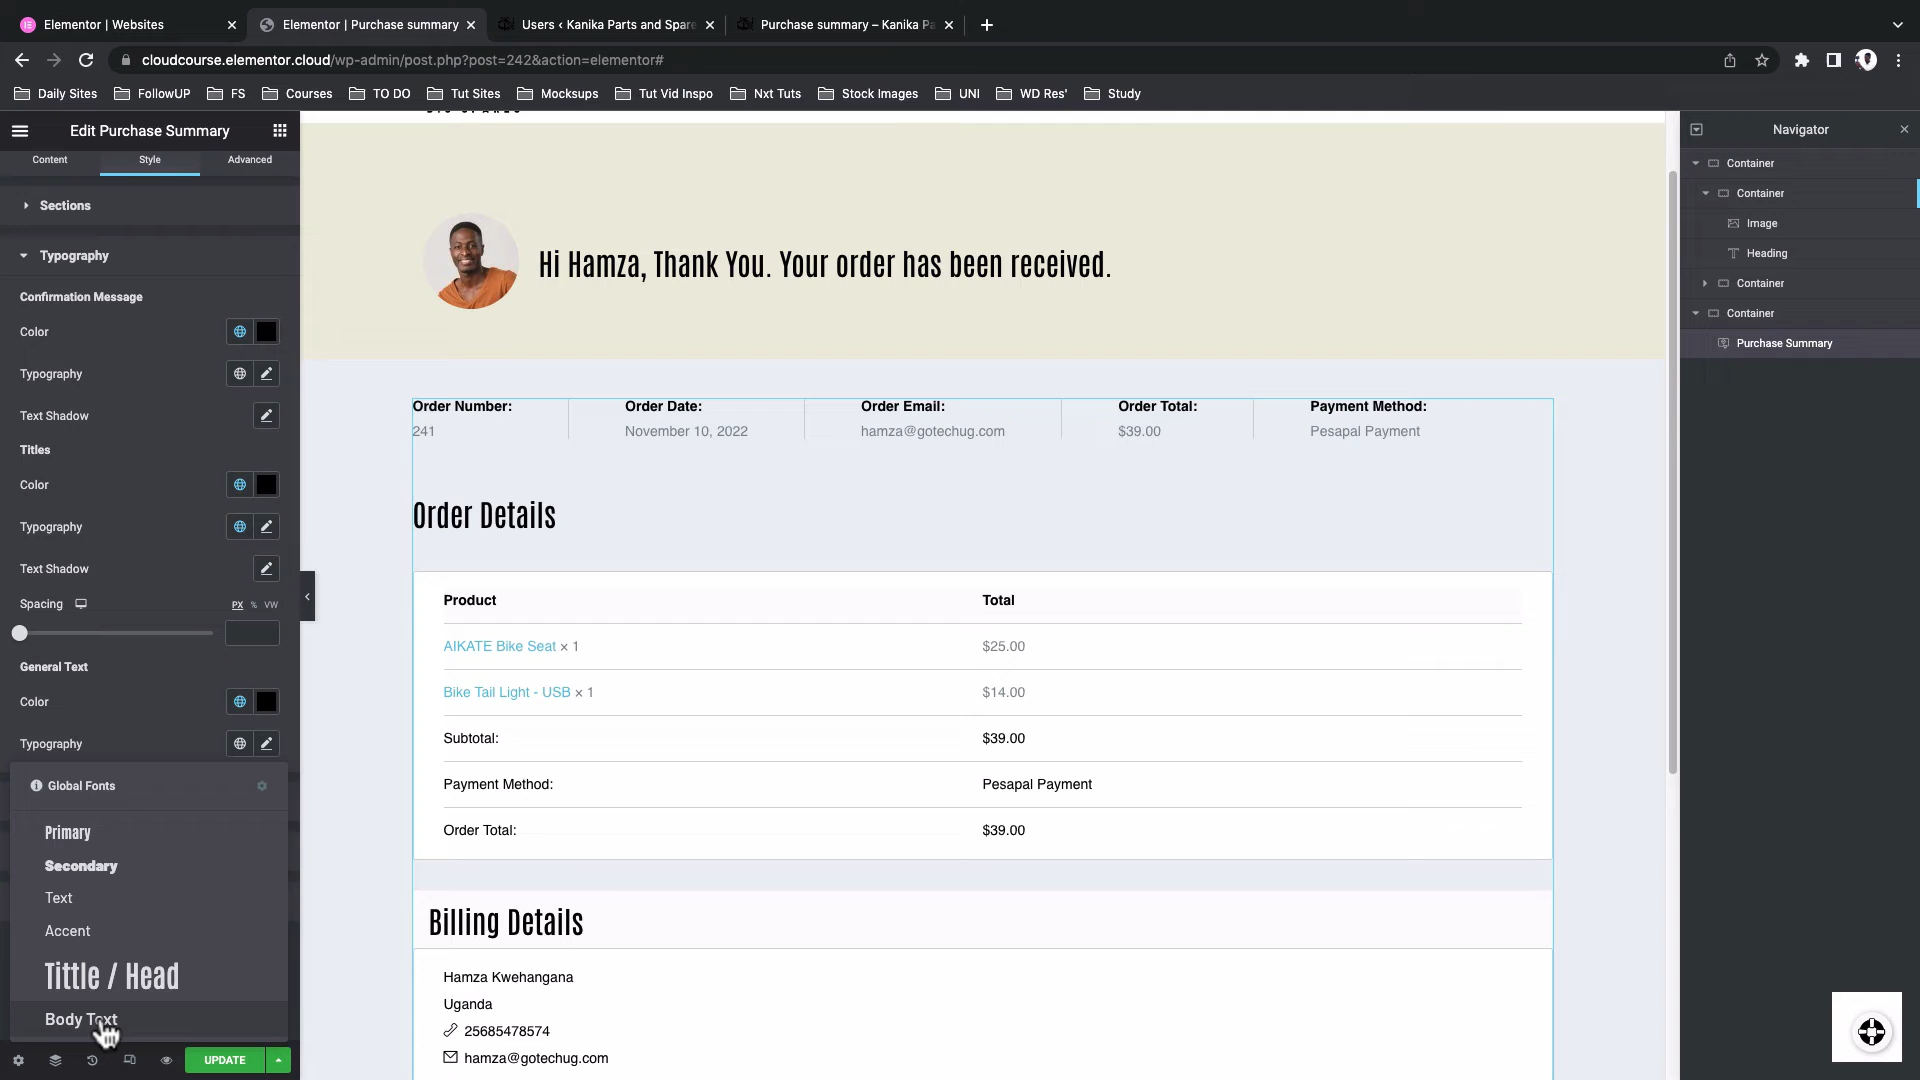 Elementor | Websites
Elementor | Purchase summary
Users ‹ Kanika Parts and Spare
Purchase summary – Kanika Pa
cloudcourse.elementor.cloud/wp-admin/post.php?post=242&action=elementor#
Daily Sites
FollowUP
FS
Courses
TO DO
Tut Sites
Mocksups
Tut Vid Inspo
Nxt Tuts
Stock Images
UNI
WD Res'
Study
Edit Purchase Summary
Content
Style
Advanced
Sections
Typography
Confirmation Message
Color
Typography
Text Shadow
Titles
Color
Typography
Text Shadow
Spacing
PX % VW
General Text
Color
Typography
Global Fonts
Primary
Secondary
Text
Accent
Tittle / Head
Body Text
UPDATE
Hi Hamza, Thank You. Your order has been received.
Order Number:
241
Order Date:
November 10, 2022
Order Email:
hamza@gotechug.com
Order Total:
$39.00
Payment Method:
Pesapal Payment
Order Details
Product Total
AIKATE Bike Seat × 1 $25.00
Bike Tail Light - USB × 1 $14.00
Subtotal: $39.00
Payment Method: Pesapal Payment
Order Total: $39.00
Billing Details
Hamza Kwehangana
Uganda
25685478574
hamza@gotechug.com
Navigator
Container
Container
Image
Heading
Container
Container
Purchase Summary